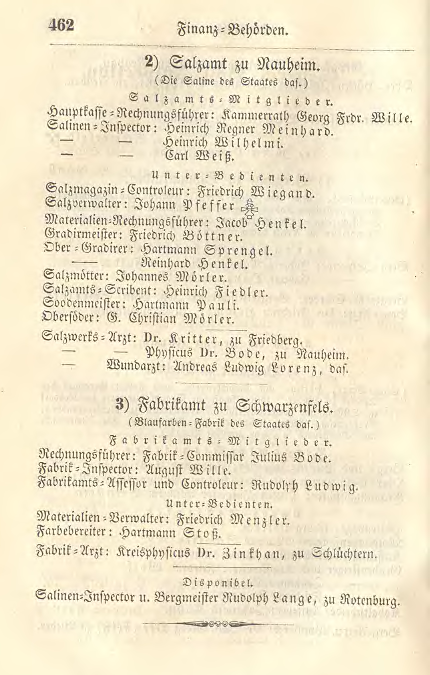 462
Finanz-Behörden.
2) Salzamt zu Nauheim.
(Die Saline des Staates das.)
Salzamts-Mitglieder.
Hauptkasse-Rechnungsführer: Kammerrath Georg Frdr. Wille.
Salinen-Inspector: Heinrich Regner Meinhard.
— — Heinrich Wilhelmi.
— — Carl Weiß.
Unter-Bedienten.
Salzmagazin-Controleur: Friedrich Wiegand.
Salzverwalter: Johann Pfeffer
Materialien-Rechnungsführer: Jacob Henkel.
Gradirmeister: Friedrich Böttner.
Ober-Gradirer: Hartmann Sprengel.
— Reinhard Henkel.
Salzmötter: Johannes Mörler.
Salzamts-Scribent: Heinrich Fiedler.
Soodenmeister: Hartmann Pauli.
Obersöder: G. Christian Mörler.
Salzwerks-Arzt: Dr. Kritter, zu Friedberg.
— — Physicus Dr. Bode, zu Nauheim.
— Wundarzt: Andreas Ludwig Lorenz, das.
3) Fabrikamt zu Schwarzenfels.
(Blaufarben-Fabrik des Staates das.)
Fabrikamts-Mitglieder.
Rechnungsführer: Fabrik-Commissar Julius Bode.
Fabrik-Inspector: August Wille.
Fabrikamts-Assessor und Controleur: Rudolph Ludwig.
Unter-Bedienten.
Materialien-Verwalter: Friedrich Menzler.
Farbebereiter: Hartmann Stoß.
Fabrik-Arzt: Kreisphysicus Dr. Zinkhan, zu Schlüchtern.
Disponibel.
Salinen-Inspector u. Bergmeister Rudolph Lange, zu Rotenburg.